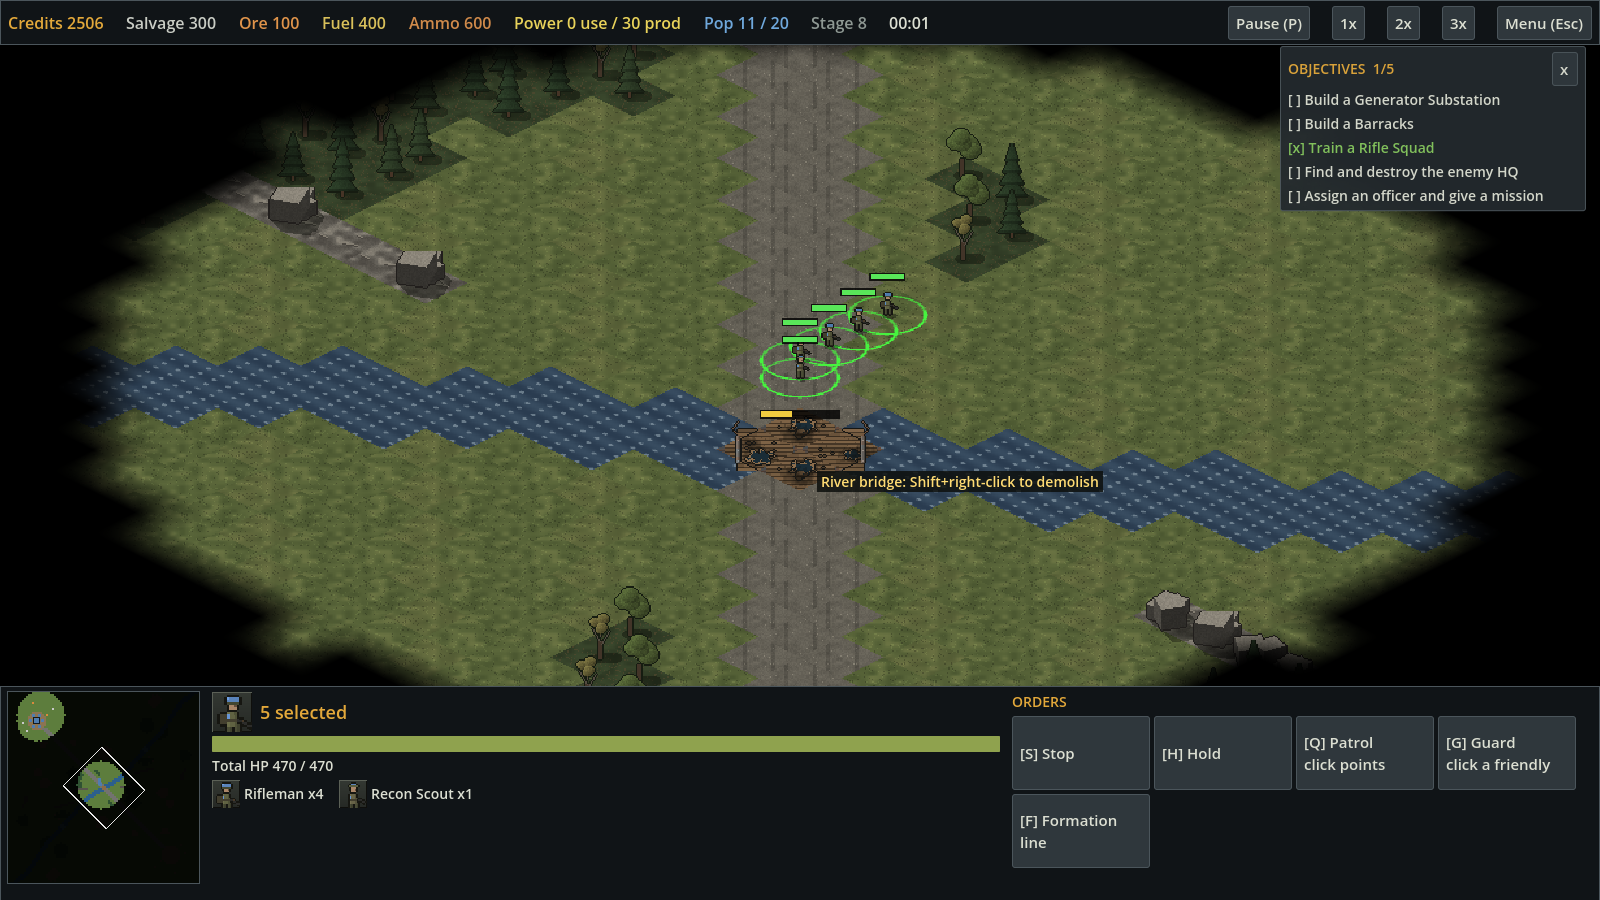 Credits 2506 Salvage 300 Ore 100 Fuel 400 Ammo 600 Power 0 use / 30 prod Pop 11 / 20 Stage 8 00:01 Pause (P) 1x 2x 3x Menu (Esc)
OBJECTIVES 1/5 x
[ ] Build a Generator Substation
[ ] Build a Barracks
[x] Train a Rifle Squad
[ ] Find and destroy the enemy HQ
[ ] Assign an officer and give a mission
River bridge: Shift+right-click to demolish
5 selected
Total HP 470 / 470
Rifleman x4 Recon Scout x1
ORDERS
[S] Stop
[H] Hold
[Q] Patrol
click points
[G] Guard
click a friendly
[F] Formation
line